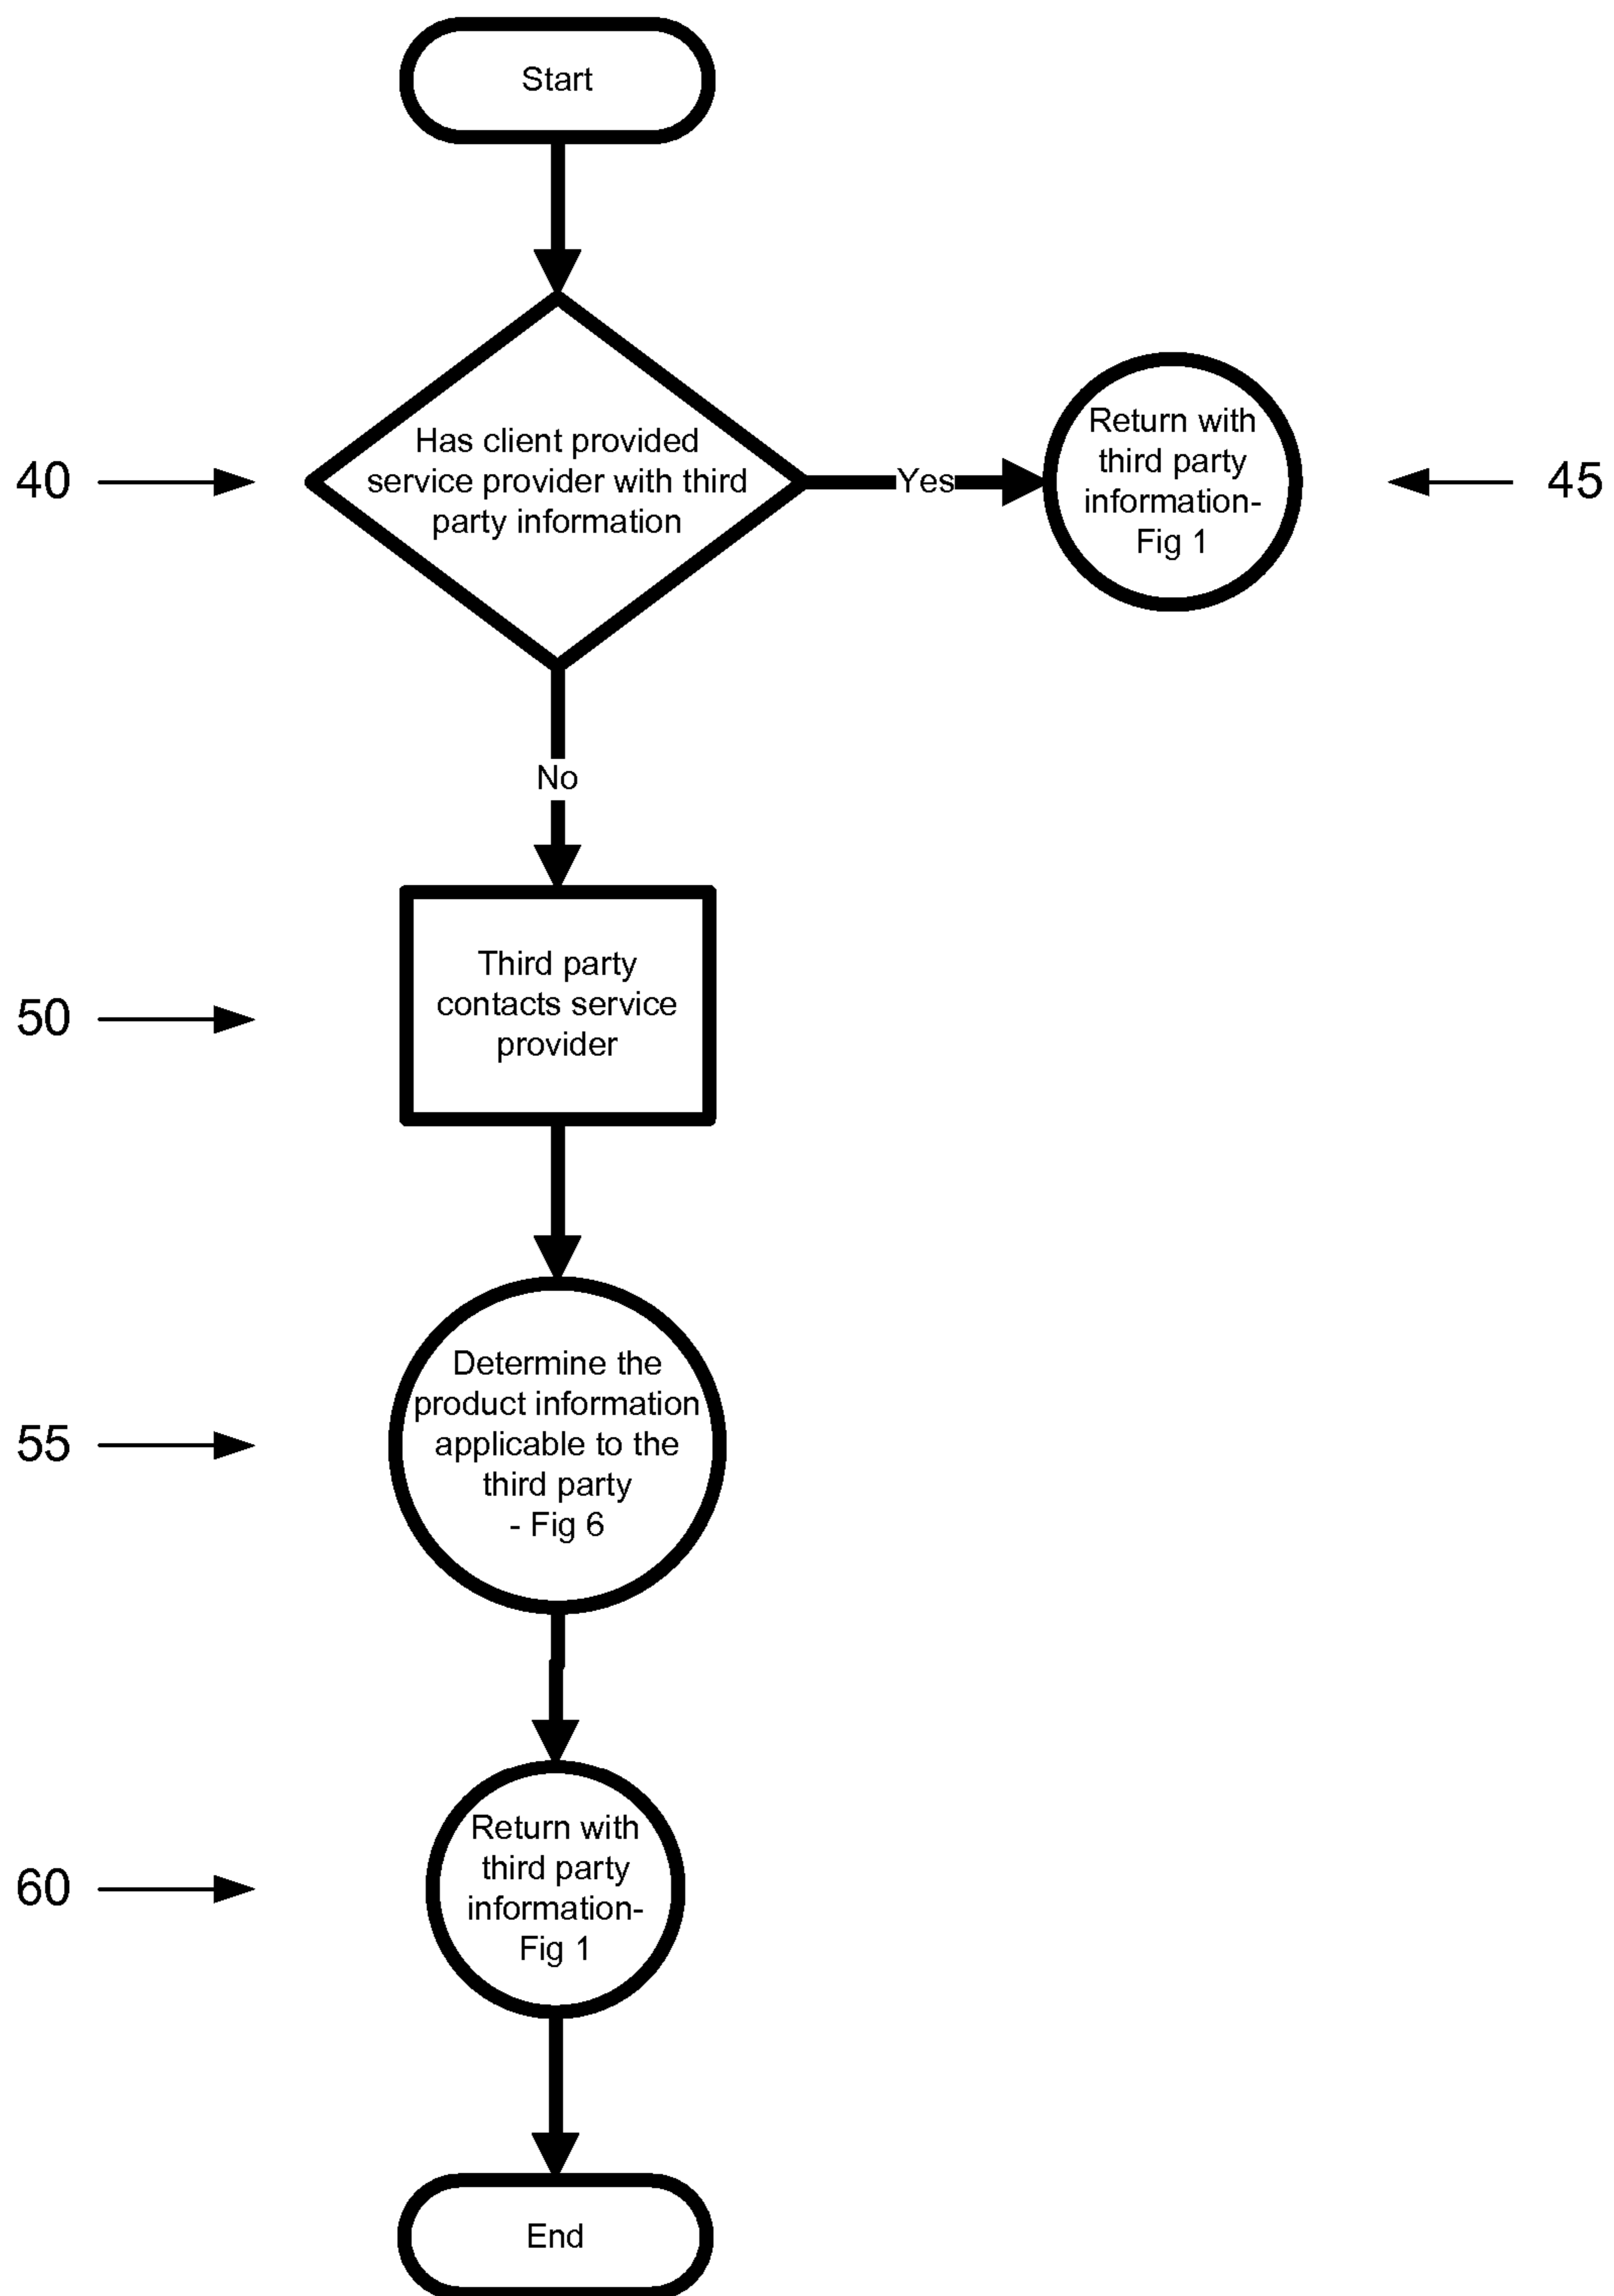 Start
40
Has client provided
service provider with third
party information
Yes
Return with
third party
information-
Fig 1
45
No
50
Third party
contacts service
provider
55
Determine the
product information
applicable to the
third party
- Fig 6
60
Return with
third party
information-
Fig 1
End